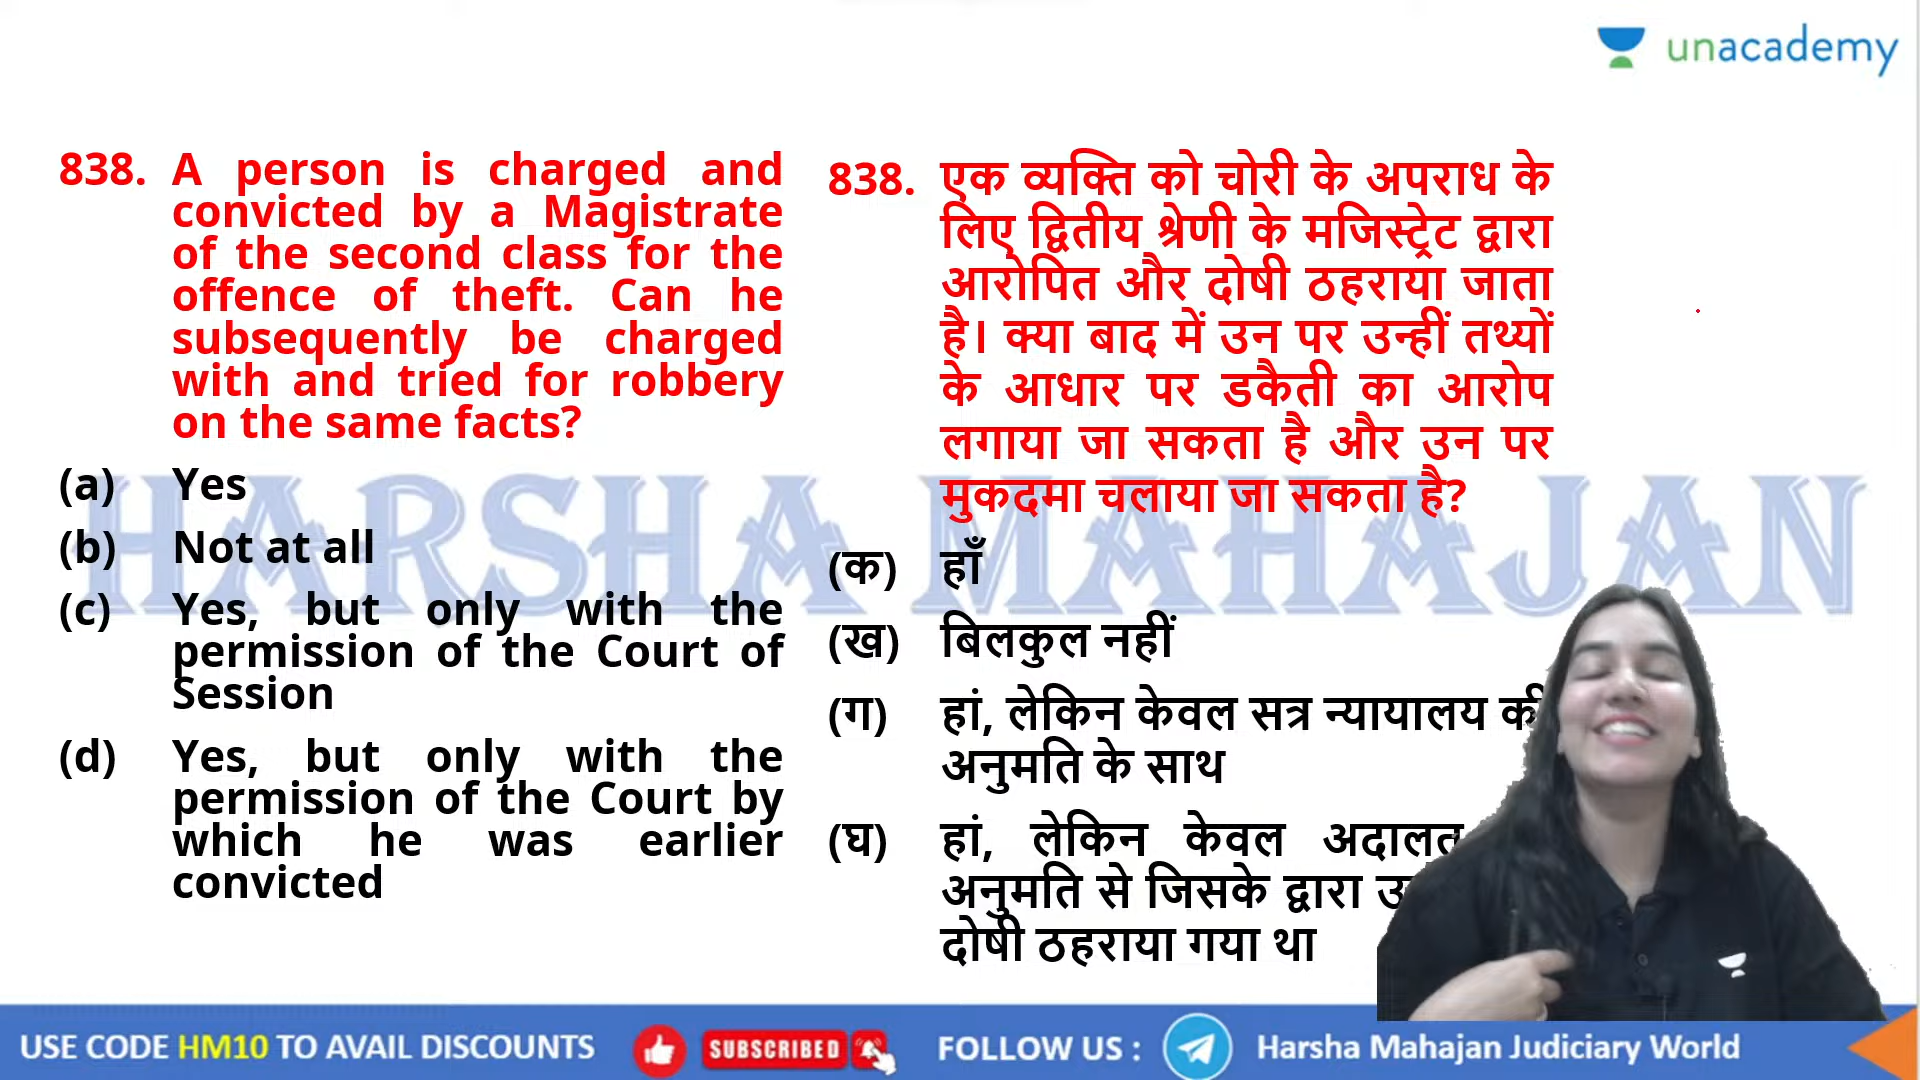 unacademy
838. A person is charged and
convicted by a Magistrate
of the second class for the
offence of theft. Can he
subsequently be charged
with and tried for robbery
on the same facts?
(a) Yes
(b) Not at all
(c) Yes, but only with the
permission of the Court of
Session
(d) Yes, but only with the
permission of the Court by
which he was earlier
convicted
838. एक व्यक्ति को चोरी के अपराध के
लिए द्वितीय श्रेणी के मजिस्ट्रेट द्वारा
आरोपित और दोषी ठहराया जाता
है। क्या बाद में उन पर उन्हीं तथ्यों
के आधार पर डकैती का आरोप
लगाया जा सकता है और उन पर
मुकदमा चलाया जा सकता है?
(क) हाँ
(ख) बिलकुल नहीं
(ग) हां, लेकिन केवल सत्र न्यायालय की
अनुमति के साथ
(घ) हां, लेकिन केवल अदालत
अनुमति से जिसके द्वारा
दोषी ठहराया गया था
HARSHA MAHAJAN
USE CODE HM10 TO AVAIL DISCOUNTS
SUBSCRIBED
FOLLOW US :
Harsha Mahajan Judiciary World